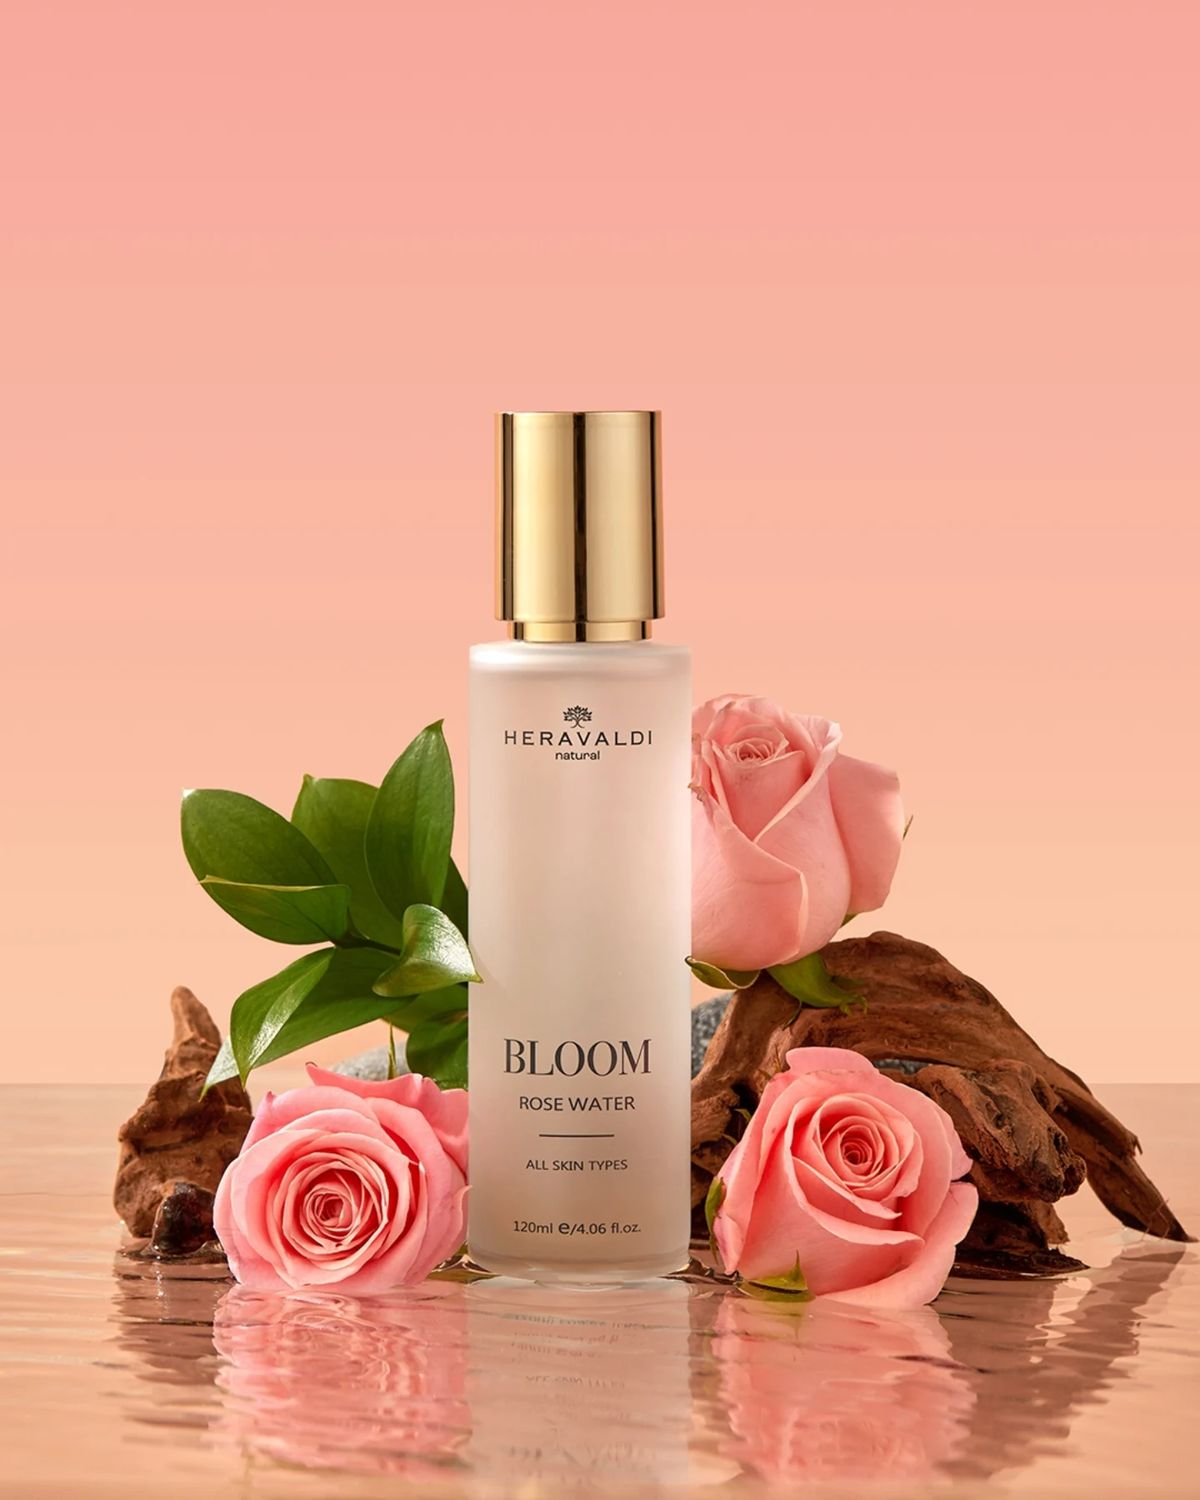 HERAVALDI
natural
BLOOM
ROSE WATER
ALL SKIN TYPES
120ml ℮/4.06 fl.oz.